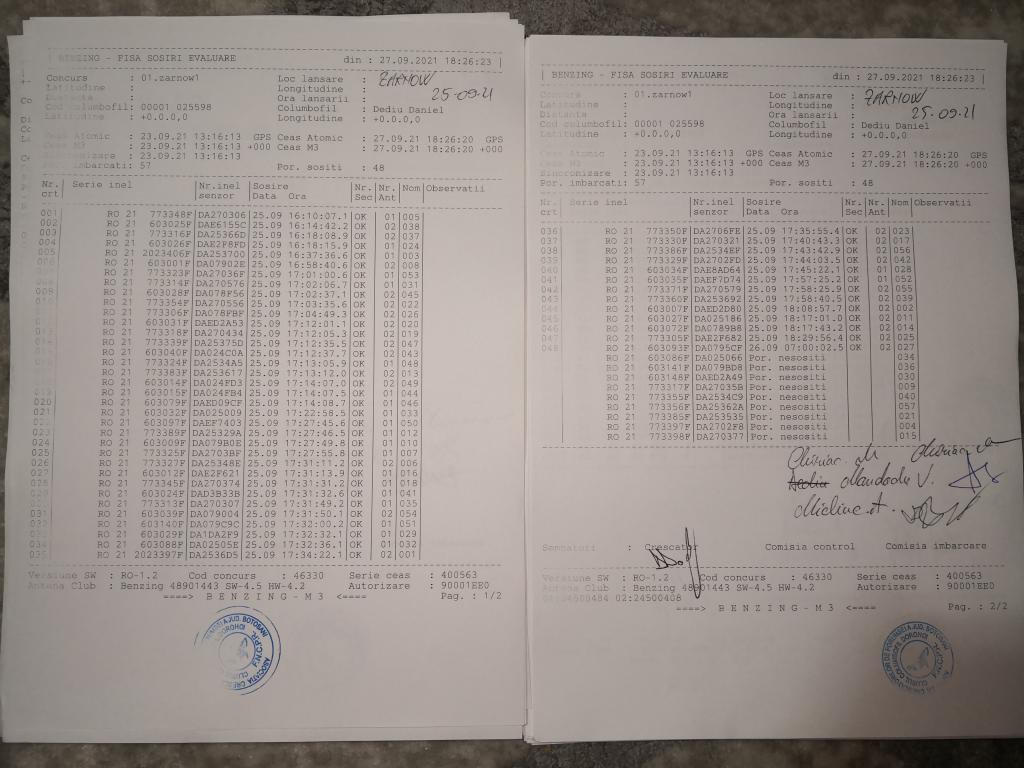 | BENZING - FISA SOSIRI EVALUARE din : 27.09.2021 18:26:23 |
Concurs : 01.zarnow1 Loc lansare : ZARNOW
Latitudine : Longitudine :
Distanta : Ora lansarii : 25-09.21
Cod columbofil: 00001 025598 Columbofil : Dediu Daniel
Latitudine : +0.0.0,0 Longitudine : +0.0.0,0
Ceas Atomic : 23.09.21 13:16:13 GPS Ceas Atomic : 27.09.21 18:26:20 GPS
Ceas M3 : 23.09.21 13:16:13 +000 Ceas M3 : 27.09.21 18:26:20 +000
Sincronizare : 23.09.21 13:16:13
imbarcati: 57 Por. sositi : 48
Nr.| Serie inel |Nr.inel |Sosire |Nr.|Nr.|Nom|Observatii
crt| |senzor |Data Ora |Sec|Ant| |
001 RO 21 773348F|DA270306|25.09 16:10:07.1|OK |01|005|
002 RO 21 603025F|DAE6155C|25.09 16:14:42.2|OK |02|038|
003 RO 21 773316F|DA25366D|25.09 16:18:08.9|OK |02|037|
004 RO 21 603026F|DAE2F8FD|25.09 16:18:15.9|OK |01|024|
005 RO 21 2023406F|DA253700|25.09 16:37:36.6|OK |01|003|
RO 21 603001F|DA07902E|25.09 16:58:40.6|OK |02|008|
RO 21 773323F|DA27036F|25.09 17:01:00.6|OK |01|053|
008 RO 21 773314F|DA270576|25.09 17:02:06.7|OK |01|031|
009 RO 21 603028F|DA078F56|25.09 17:02:37.1|OK |02|045|
010 RO 21 773354F|DA270556|25.09 17:03:35.6|OK |02|022|
RO 21 773306F|DA078FBF|25.09 17:04:49.3|OK |02|026|
RO 21 603031F|DAED2A53|25.09 17:12:01.1|OK |02|020|
RO 21 773318F|DA270434|25.09 17:12:05.3|OK |02|019|
RO 21 773339F|DA25375D|25.09 17:12:35.5|OK |02|047|
RO 21 603040F|DA024C0A|25.09 17:12:37.7|OK |02|043|
RO 21 773324F|DA2534A5|25.09 17:13:05.9|OK |01|048|
RO 21 773383F|DA253617|25.09 17:13:12.0|OK |02|013|
RO 21 603014F|DA024FD3|25.09 17:14:07.0|OK |02|049|
RO 21 603015F|DA024FB4|25.09 17:14:07.5|OK |01|044|
020 RO 21 603079F|DAED09CF|25.09 17:14:08.7|OK |01|046|
021 RO 21 603032F|DA025009|25.09 17:22:58.5|OK |01|033|
RO 21 603097F|DAEF7403|25.09 17:27:45.6|OK |01|050|
023 RO 21 773389F|DA25329A|25.09 17:27:46.5|OK |01|012|
024 RO 21 603009F|DA079B0E|25.09 17:27:49.8|OK |01|010|
025 RO 21 773325F|DA2703BF|25.09 17:27:55.8|OK |01|007|
026 RO 21 773327F|DA25348E|25.09 17:31:11.2|OK |02|006|
027 RO 21 603012F|DAE2F621|25.09 17:31:13.9|OK |01|016|
028 RO 21 773345F|DA270374|25.09 17:31:31.2|OK |01|018|
RO 21 603024F|DAD3B33B|25.09 17:31:32.6|OK |01|041|
RO 21 773313F|DA270307|25.09 17:31:49.2|OK |01|035|
031 RO 21 603033F|DA079004|25.09 17:31:50.1|OK |02|054|
RO 21 603140F|DA079C9C|25.09 17:32:00.2|OK |01|051|
033 RO 21 603029F|DA1DA2F9|25.09 17:32:32.1|OK |01|029|
034 RO 21 603088F|DA02505E|25.09 17:32:36.1|OK |01|032|
035 RO 21 2023397F|DA2536D5|25.09 17:34:22.1|OK |02|001|
Versiune SW : RO-1.2 Cod concurs : 46330 Serie ceas : 400563
Antena Club : Benzing 48901443 SW-4.5 HW-4.2 Autorizare : 90001EE0
====> B E N Z I N G - M 3 <==== Pag. : 1/2
JUD. BOTOSANI
CLUBUL DOROHOI
F.N.C.P.R.
| BENZING - FISA SOSIRI EVALUARE din : 27.09.2021 18:26:23 |
Concurs : 01.zarnow1 Loc lansare : ZARNOW
Latitudine : Longitudine :
Distanta : Ora lansarii : 25-09.21
Cod columbofil: 00001 025598 Columbofil : Dediu Daniel
Latitudine : +0.0.0,0 Longitudine : +0.0.0,0
Ceas Atomic : 23.09.21 13:16:13 GPS Ceas Atomic : 27.09.21 18:26:20 GPS
Ceas M3 : 23.09.21 13:16:13 +000 Ceas M3 : 27.09.21 18:26:20 +000
Sincronizare : 23.09.21 13:16:13
Por. imbarcati: 57 Por. sositi : 48
Nr.| Serie inel |Nr.inel |Sosire |Nr.|Nr.|Nom|Observatii
crt| |senzor |Data Ora |Sec|Ant| |
036 RO 21 773350F|DA2706FE|25.09 17:35:55.4|OK |02|023|
037 RO 21 773330F|DA270321|25.09 17:40:43.3|OK |02|017|
038 RO 21 773386F|DA2534EF|25.09 17:43:42.9|OK |02|056|
039 RO 21 773329F|DA2702FD|25.09 17:44:03.5|OK |02|042|
040 RO 21 603034F|DAE8AD64|25.09 17:45:22.1|OK |01|028|
041 RO 21 603035F|DAEF7D74|25.09 17:57:25.2|OK |01|052|
042 RO 21 773371F|DA270579|25.09 17:58:25.9|OK |02|055|
043 RO 21 773360F|DA253692|25.09 17:58:40.5|OK |02|039|
044 RO 21 603007F|DAED2D80|25.09 18:08:57.7|OK |01|002|
045 RO 21 603027F|DA025186|25.09 18:17:01.0|OK |02|011|
046 RO 21 603072F|DA0789B8|25.09 18:17:43.2|OK |02|014|
047 RO 21 773305F|DAE2F682|25.09 18:29:56.4|OK |02|025|
048 RO 21 603093F|DA0795CF|26.09 07:00:02.5|OK |02|027|
RO 21 603086F|DA025066|Por. nesositi |034|
RO 21 603141F|DA079BD8|Por. nesositi |036|
RO 21 603148F|DAED2A49|Por. nesositi |030|
RO 21 773317F|DA27035B|Por. nesositi |009|
RO 21 773355F|DA2534C9|Por. nesositi |040|
RO 21 773356F|DA25362A|Por. nesositi |057|
RO 21 773365F|DA253535|Por. nesositi |021|
RO 21 773397F|DA2702F8|Por. nesositi |004|
RO 21 773398F|DA270377|Por. nesositi |015|
Semnaturi : Crescator Comisia control Comisia imbarcare
Versiune SW : RO-1.2 Cod concurs : 46330 Serie ceas : 400563
Antena Club : Benzing 48901443 SW-4.5 HW-4.2 Autorizare : 90001EE0
02:24500484 02:24500408
====> B E N Z I N G - M 3 <==== Pag. : 2/2
CLUBUL COLUMBOFIL DOROHOI